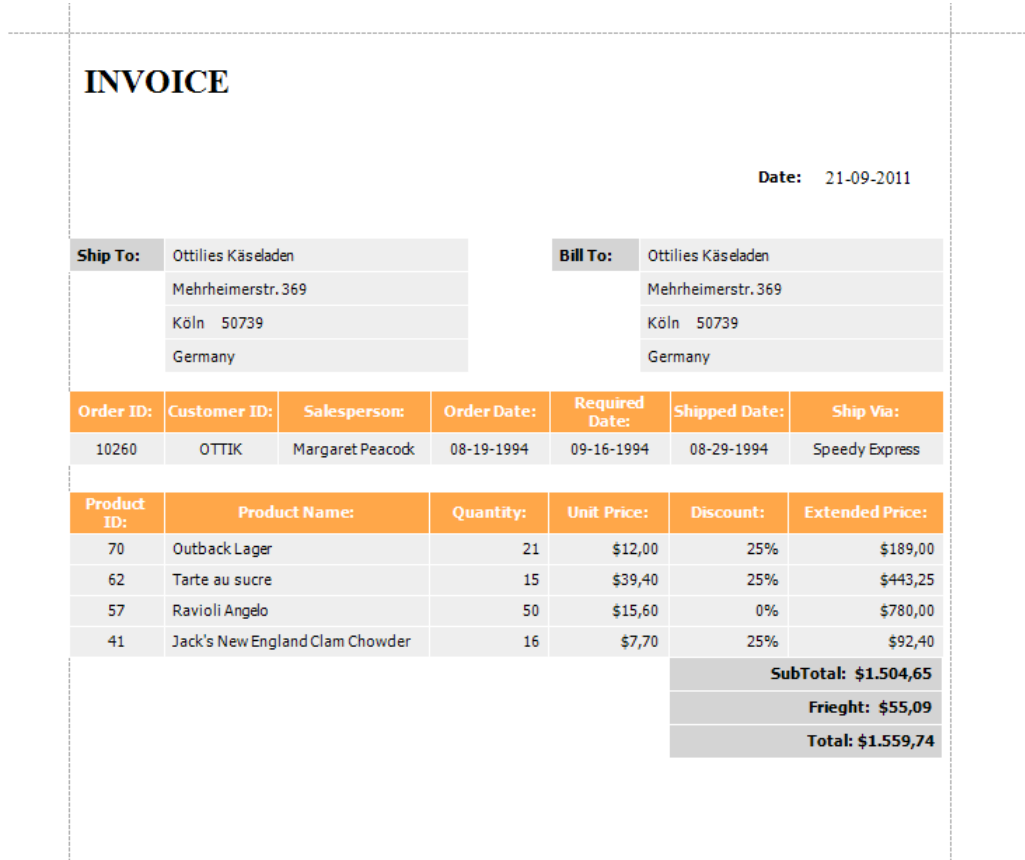 INVOICE
Date: 21-09-2011
Ship To: Ottilies Käseladen Bill To: Ottilies Käseladen
Mehrheimerstr. 369 Mehrheimerstr. 369
Köln 50739 Köln 50739
Germany Germany
Order ID: Customer ID: Salesperson: Order Date: Required Date: Shipped Date: Ship Via:
10260 OTTIK Margaret Peacock 08-19-1994 09-16-1994 08-29-1994 Speedy Express
Product ID: Product Name: Quantity: Unit Price: Discount: Extended Price:
70 Outback Lager 21 $12,00 25% $189,00
62 Tarte au sucre 15 $39,40 25% $443,25
57 Ravioli Angelo 50 $15,60 0% $780,00
41 Jack's New England Clam Chowder 16 $7,70 25% $92,40
SubTotal: $1.504,65
Frieght: $55,09
Total: $1.559,74